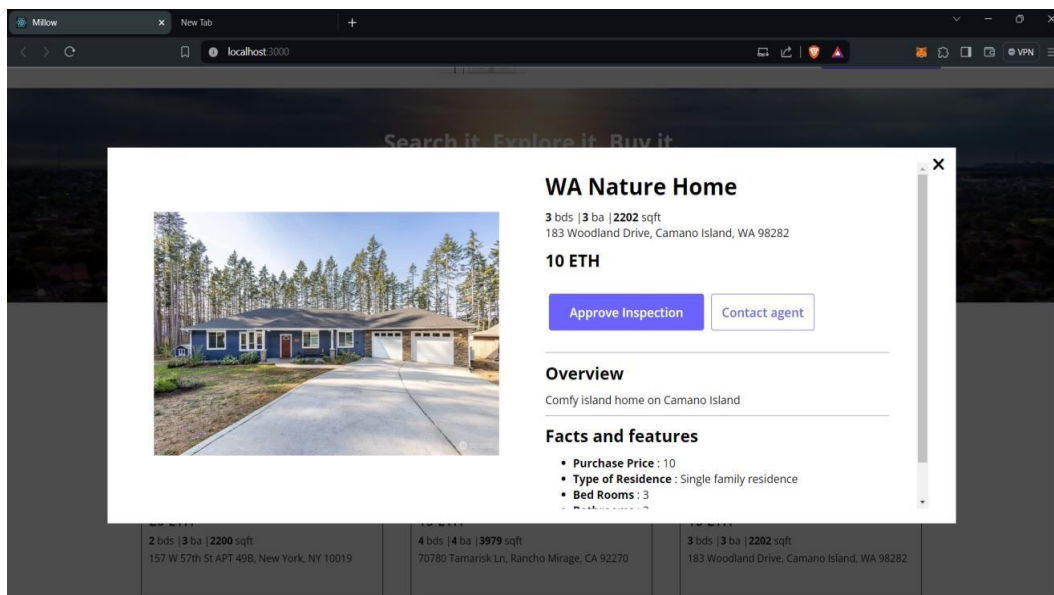 Millow
New Tab
localhost:3000
VPN
Search it. Explore it. Buy it
WA Nature Home
3 bds |3 ba |2202 sqft
183 Woodland Drive, Camano Island, WA 98282
10 ETH
Approve Inspection
Contact agent
Overview
Comfy island home on Camano Island
Facts and features
• Purchase Price : 10
• Type of Residence : Single family residence
• Bed Rooms : 3
2 bds |3 ba |2200 sqft
157 W 57th St APT 49B, New York, NY 10019
4 bds |4 ba |3979 sqft
70780 Tamarisk Ln, Rancho Mirage, CA 92270
3 bds |3 ba |2202 sqft
183 Woodland Drive, Camano Island, WA 98282